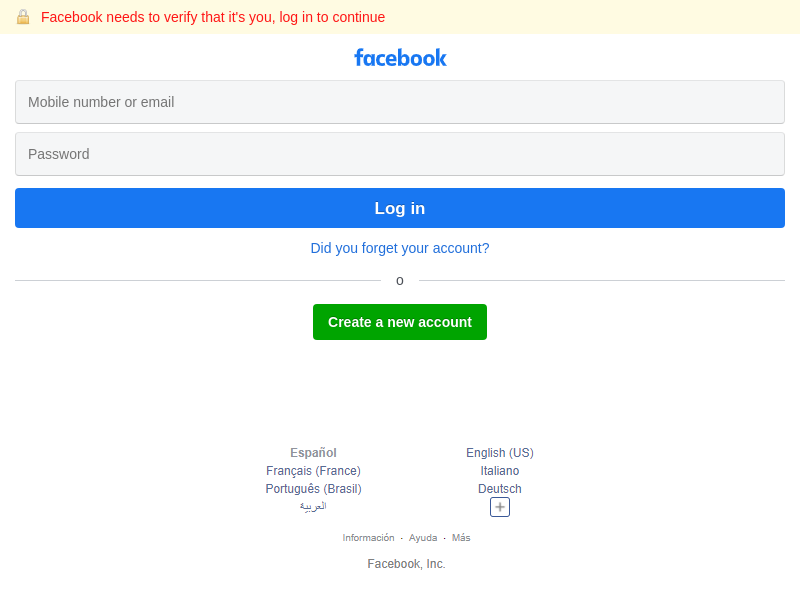 Facebook needs to verify that it's you, log in to continue
facebook
Mobile number or email
Password
Log in
Did you forget your account?
o
Create a new account
Español
English (US)
Français (France)
Italiano
Português (Brasil)
Deutsch
العربية
Información · Ayuda · Más
Facebook, Inc.